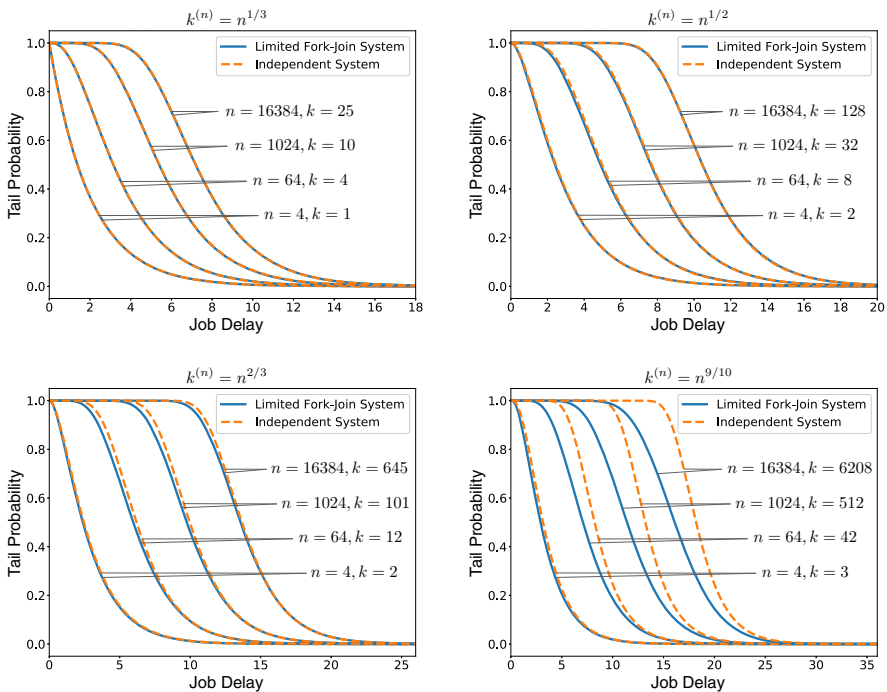 k^{(n)} = n^{1/3}
Tail Probability
1.0
0.8
0.6
0.4
0.2
0.0
Limited Fork-Join System
Independent System
n = 16384, k = 25
n = 1024, k = 10
n = 64, k = 4
n = 4, k = 1
0 2 4 6 8 10 12 14 16 18
Job Delay
k^{(n)} = n^{1/2}
Tail Probability
1.0
0.8
0.6
0.4
0.2
0.0
Limited Fork-Join System
Independent System
n = 16384, k = 128
n = 1024, k = 32
n = 64, k = 8
n = 4, k = 2
0 2 4 6 8 10 12 14 16 18 20
Job Delay
k^{(n)} = n^{2/3}
Tail Probability
1.0
0.8
0.6
0.4
0.2
0.0
Limited Fork-Join System
Independent System
n = 16384, k = 645
n = 1024, k = 101
n = 64, k = 12
n = 4, k = 2
0 5 10 15 20 25
Job Delay
k^{(n)} = n^{9/10}
Tail Probability
1.0
0.8
0.6
0.4
0.2
0.0
Limited Fork-Join System
Independent System
n = 16384, k = 6208
n = 1024, k = 512
n = 64, k = 42
n = 4, k = 3
0 5 10 15 20 25 30 35
Job Delay